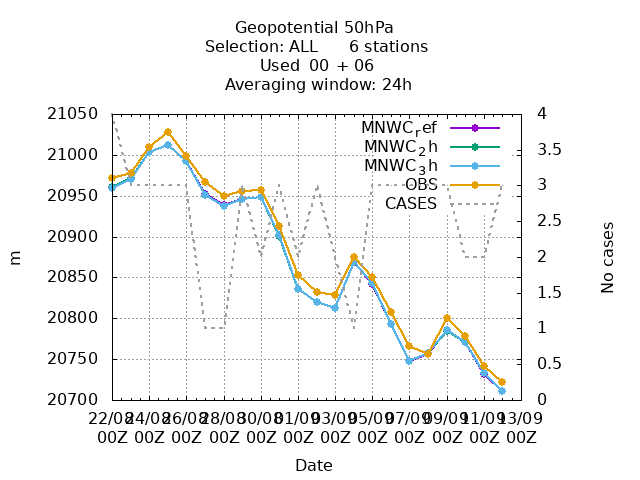 Geopotential 50hPa
Selection: ALL 6 stations
Used 00 + 06
Averaging window: 24h
21050
21000
20950
20900
20850
20800
20750
20700
m
MNWCref
MNWC2h
MNWC3h
OBS
CASES
4
3.5
3
2.5
2
1.5
1
0.5
0
No cases
22/08 24/08 26/08 28/08 30/08 01/09 03/09 05/09 07/09 09/09 11/09 13/09
00Z 00Z 00Z 00Z 00Z 00Z 00Z 00Z 00Z 00Z 00Z 00Z
Date